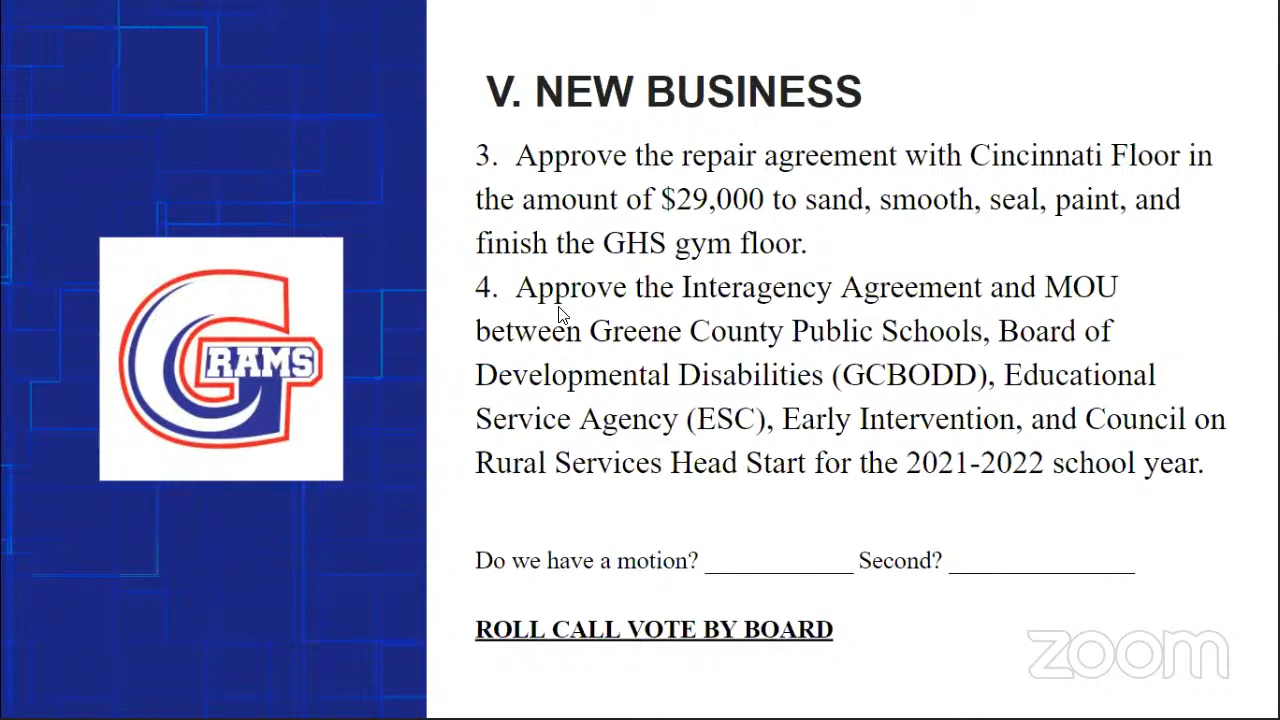 V. NEW BUSINESS
3. Approve the repair agreement with Cincinnati Floor in
the amount of $29,000 to sand, smooth, seal, paint, and
finish the GHS gym floor.
4. Approve the Interagency Agreement and MOU
between Greene County Public Schools, Board of
Developmental Disabilities (GCBODD), Educational
Service Agency (ESC), Early Intervention, and Council on
Rural Services Head Start for the 2021-2022 school year.
G RAMS
Do we have a motion? ____________ Second? _______________
ROLL CALL VOTE BY BOARD
zoom